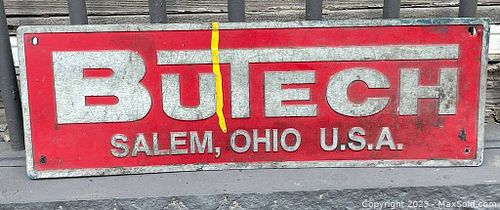 BUTECH
SALEM, OHIO U.S.A.
Copyright 2023 - MaxSold.com